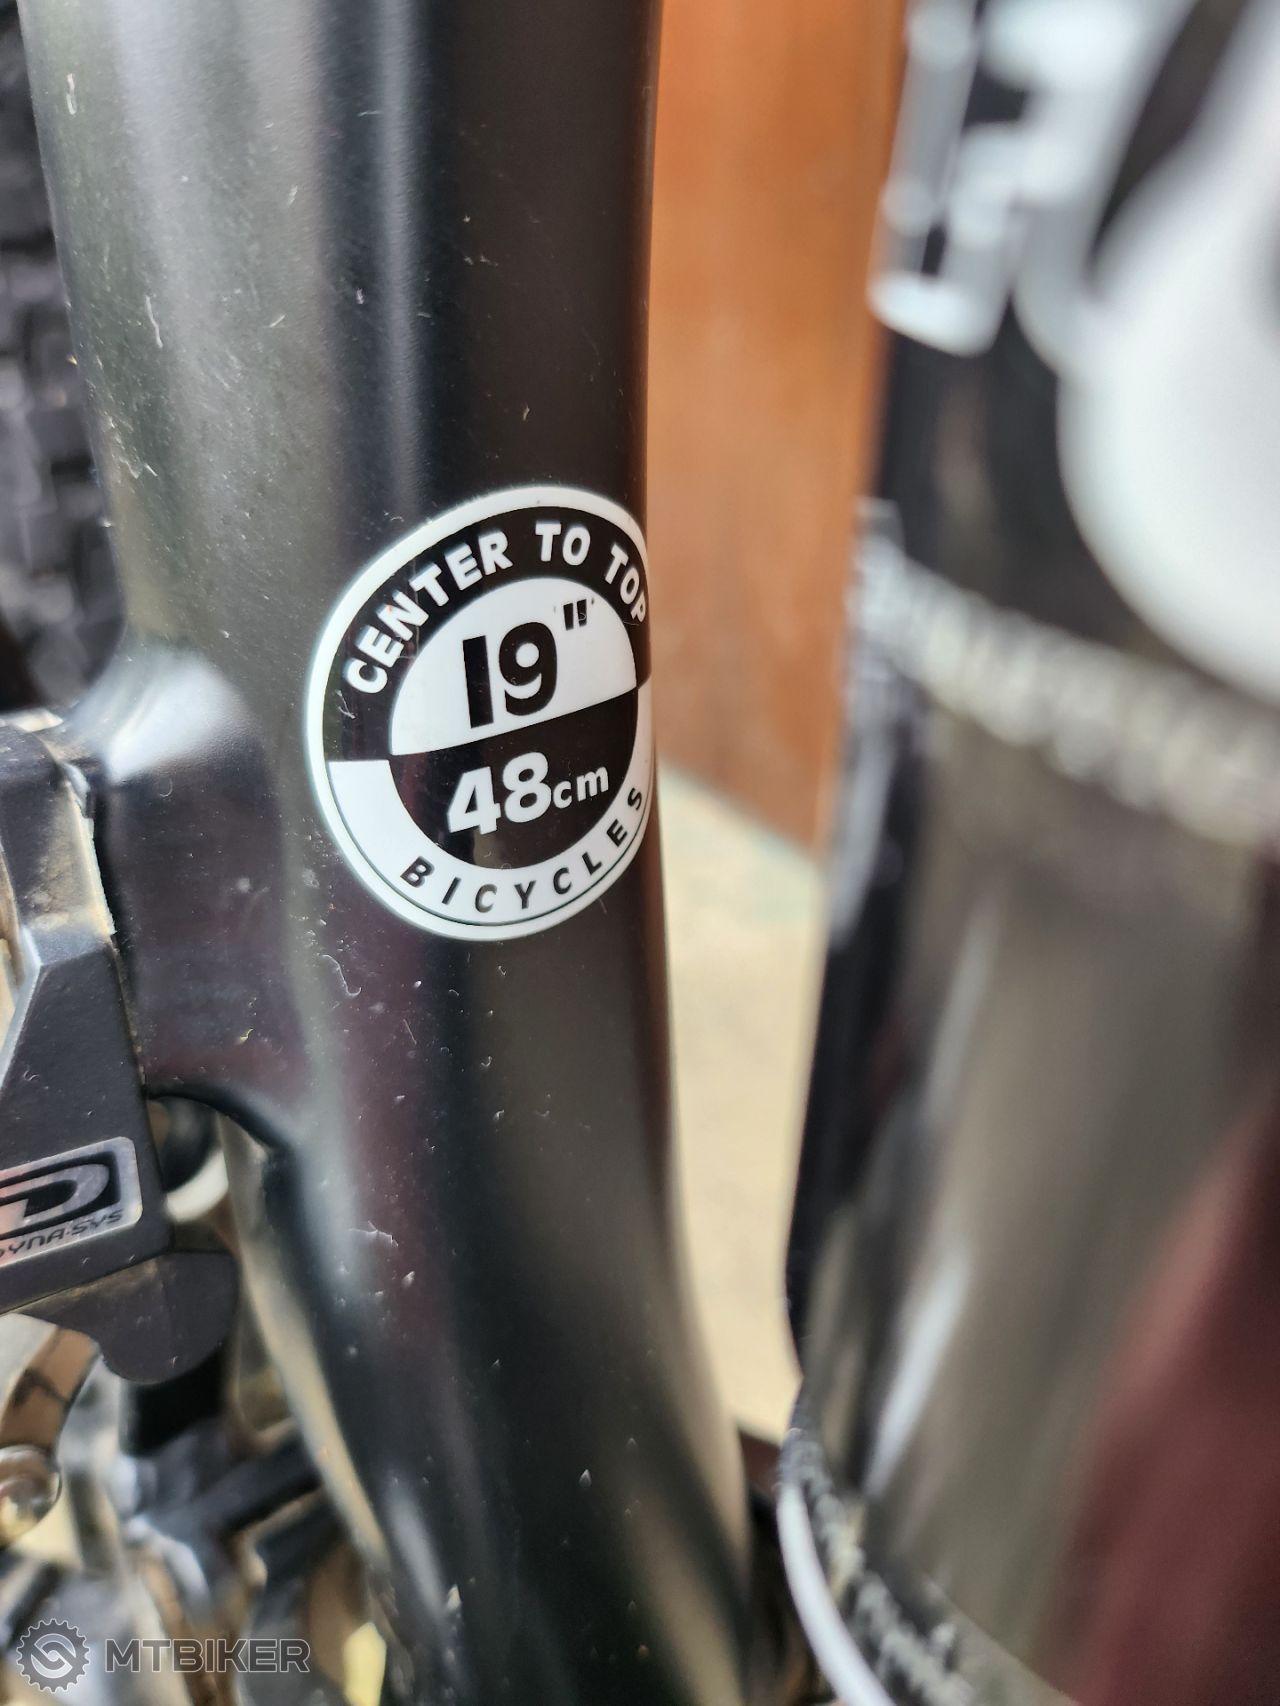 CENTER TO TOP
19"
48cm
BICYCLES
DYNA-SYS
MTBIKER